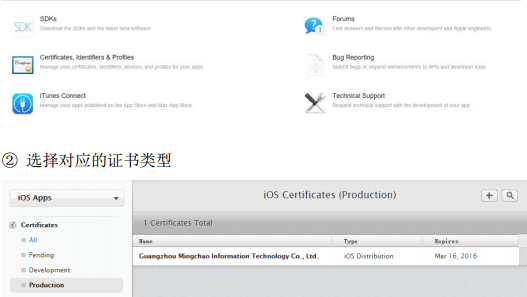 SDKs
Download the SDKs and the latest beta software.
Forums
Find answers and discuss with other developers and Apple engineers.
Certificates, Identifiers & Profiles
Manage your certificates, identifiers, devices, and profiles for your apps.
Bug Reporting
Submit bugs or request enhancements to APIs and developer tools.
iTunes Connect
Manage your apps published on the App Store and Mac App Store.
Technical Support
Request technical support with the development of your app.
② 选择对应的证书类型
iOS Apps
iOS Certificates (Production)
1 Certificates Total
Certificates
All
Pending
Development
Production
Name Type Expires
Guangzhou Mingchao Information Technology Co., Ltd. iOS Distribution Mar 16, 2016